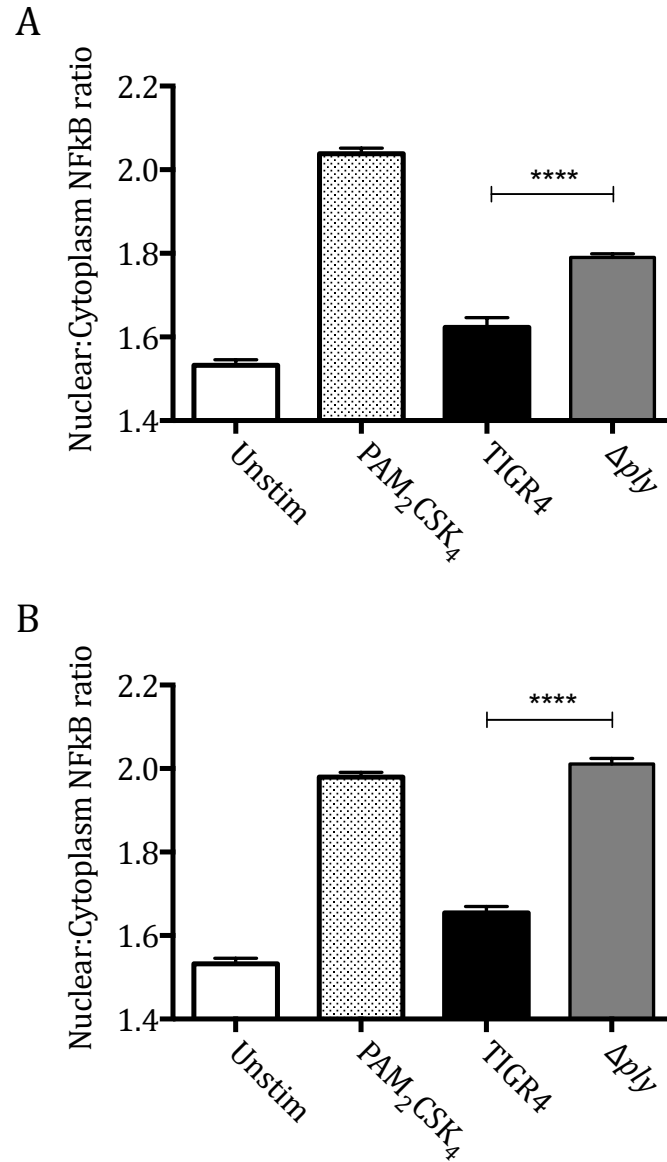 A
Nuclear:Cytoplasm NFkB ratio
2.2
2.0
1.8
1.6
1.4
****
Unstim
PAM₂CSK₄
TIGR4
Δply
B
Nuclear:Cytoplasm NFkB ratio
2.2
2.0
1.8
1.6
1.4
****
Unstim
PAM₂CSK₄
TIGR4
Δply